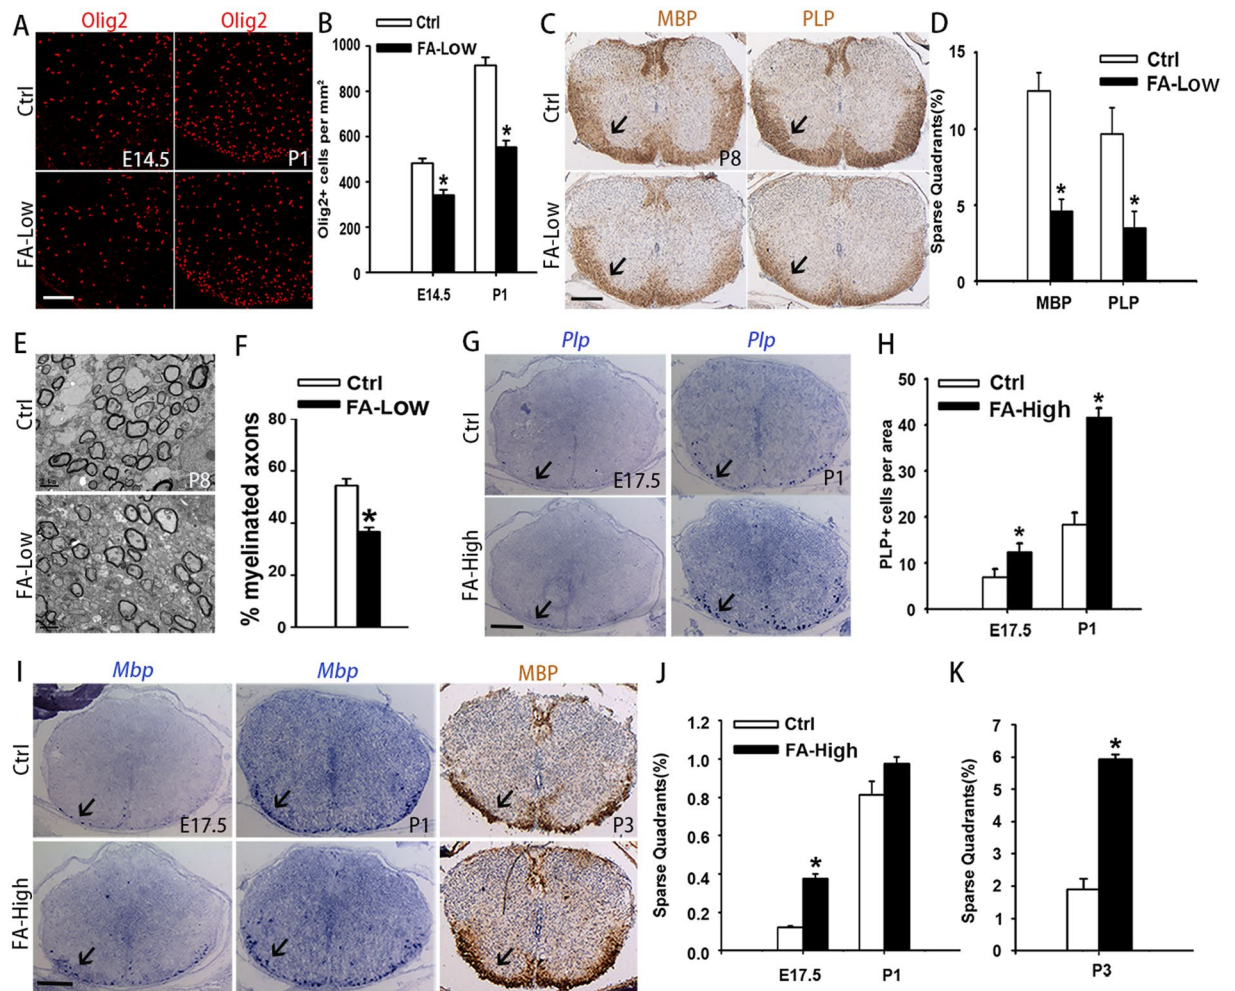 A
Olig2
Olig2
Ctrl
E14.5
P1
FA-Low
B
Ctrl
FA-Low
Olig2+ cells per mm²
1000
800
600
400
200
0
*
*
E14.5
P1
C
MBP
PLP
Ctrl
P8
FA-Low
D
Ctrl
FA-Low
Sparse Quadrants(%)
15
10
5
0
*
*
MBP
PLP
E
Ctrl
P8
FA-Low
F
Ctrl
FA-Low
% myelinated axons
80
60
40
20
0
*
G
Plp
Plp
Ctrl
E17.5
P1
FA-High
H
Ctrl
FA-High
PLP+ cells per area
50
40
30
20
10
0
*
*
E17.5
P1
I
Mbp
Mbp
MBP
Ctrl
E17.5
P1
P3
FA-High
J
Ctrl
FA-High
Sparse Quadrants(%)
1.2
1.0
0.8
0.6
0.4
0.2
0.0
*
E17.5
P1
K
Sparse Quadrants(%)
7
6
5
4
3
2
1
0
*
P3